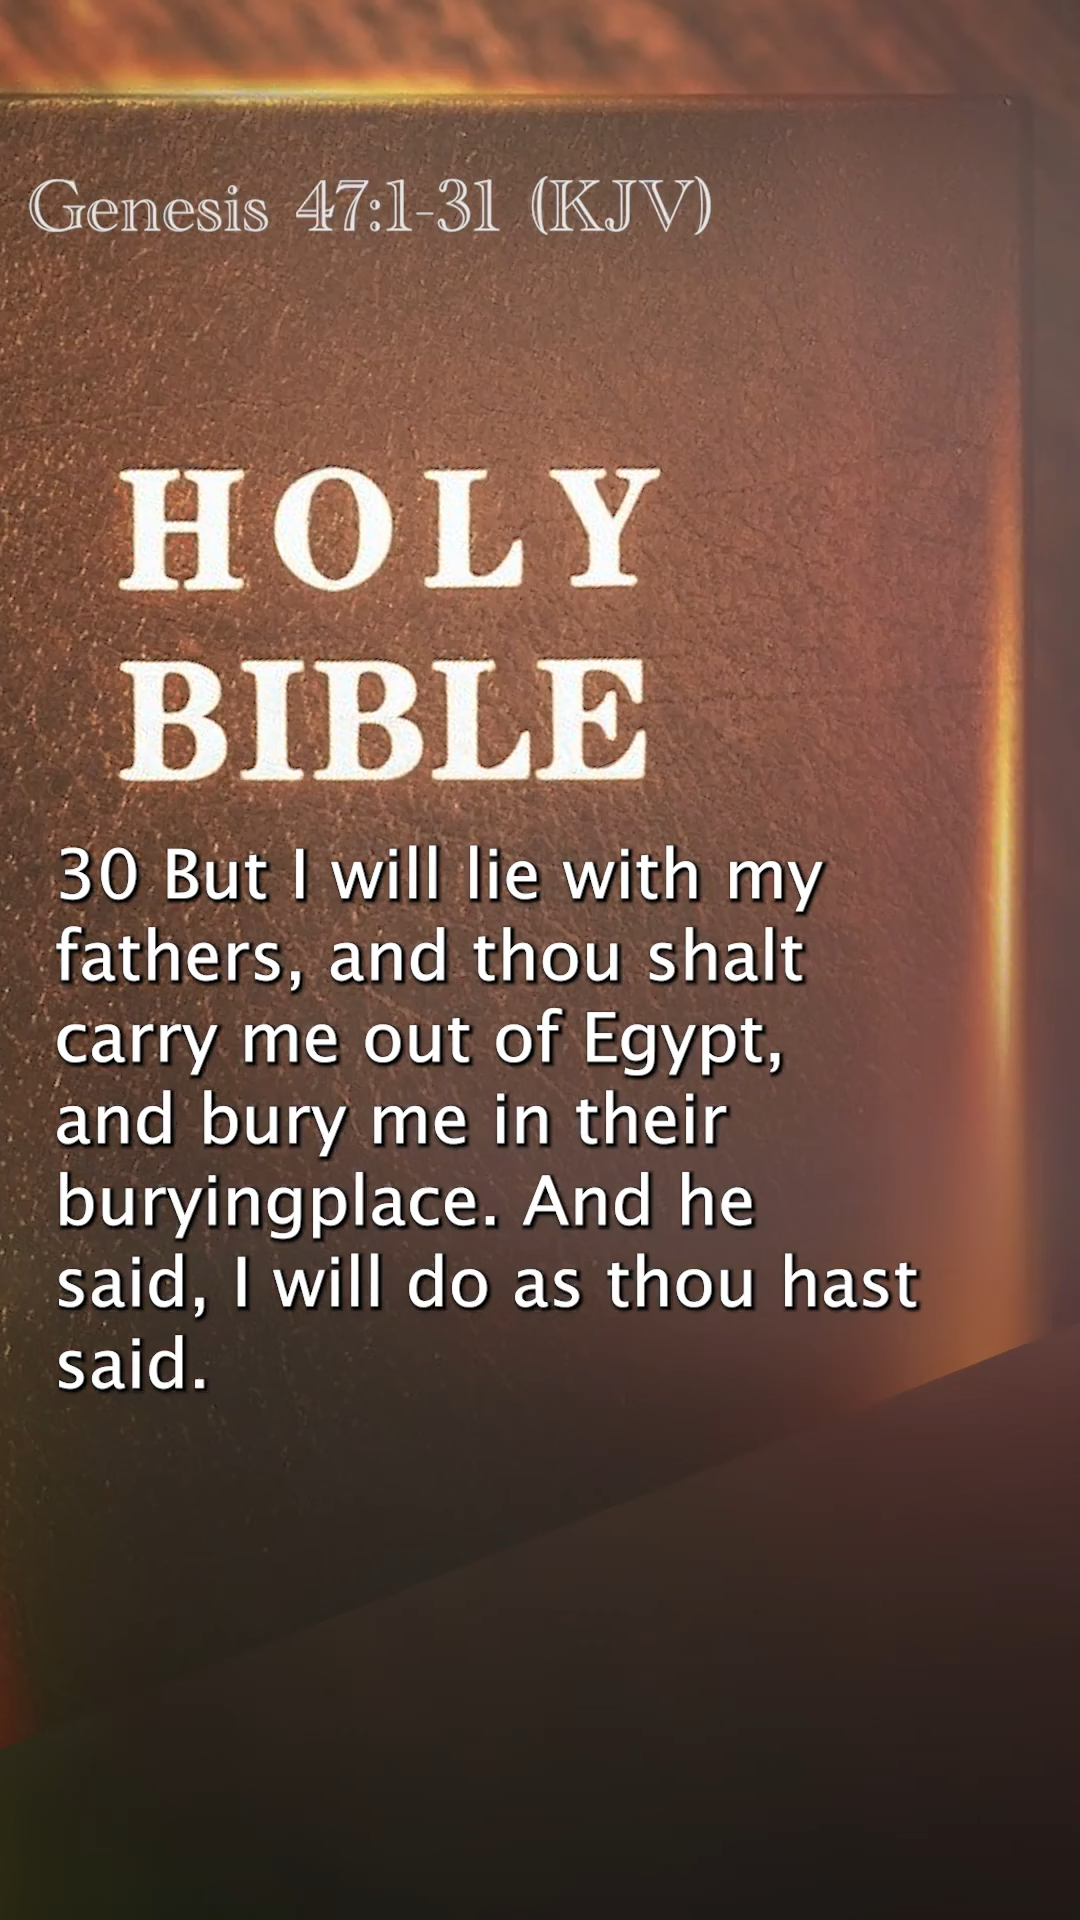 Genesis 47:1-31 (KJV)
HOLY
BIBLE
30 But I will lie with my
fathers, and thou shalt
carry me out of Egypt,
and bury me in their
buryingplace. And he
said, I will do as thou hast
said.